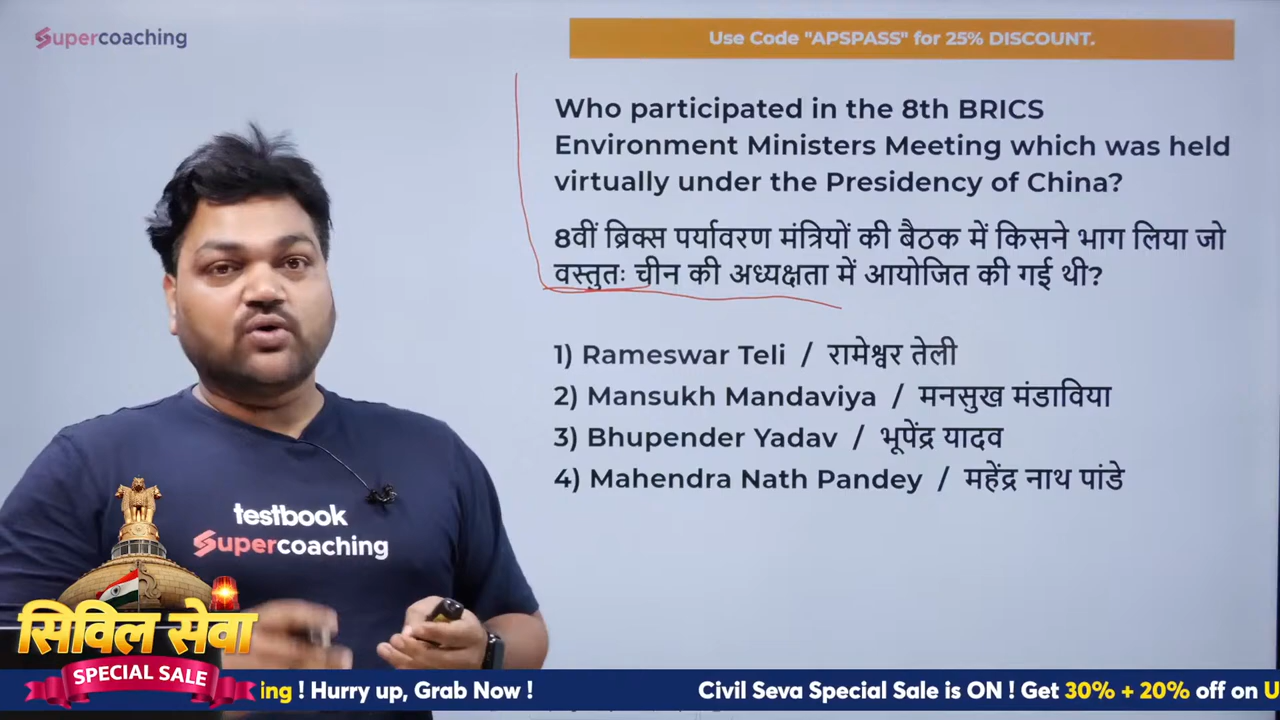 Supercoaching
Use Code "APSPASS" for 25% DISCOUNT.
Who participated in the 8th BRICS
Environment Ministers Meeting which was held
virtually under the Presidency of China?
8वीं ब्रिक्स पर्यावरण मंत्रियों की बैठक में किसने भाग लिया जो
वस्तुतः चीन की अध्यक्षता में आयोजित की गई थी?
1) Rameswar Teli / रामेश्वर तेली
2) Mansukh Mandaviya / मनसुख मंडाविया
3) Bhupender Yadav / भूपेंद्र यादव
4) Mahendra Nath Pandey / महेंद्र नाथ पांडे
testbook
Supercoaching
सिविल सेवा
SPECIAL SALE
ing ! Hurry up, Grab Now !
Civil Seva Special Sale is ON ! Get 30% + 20% off on U